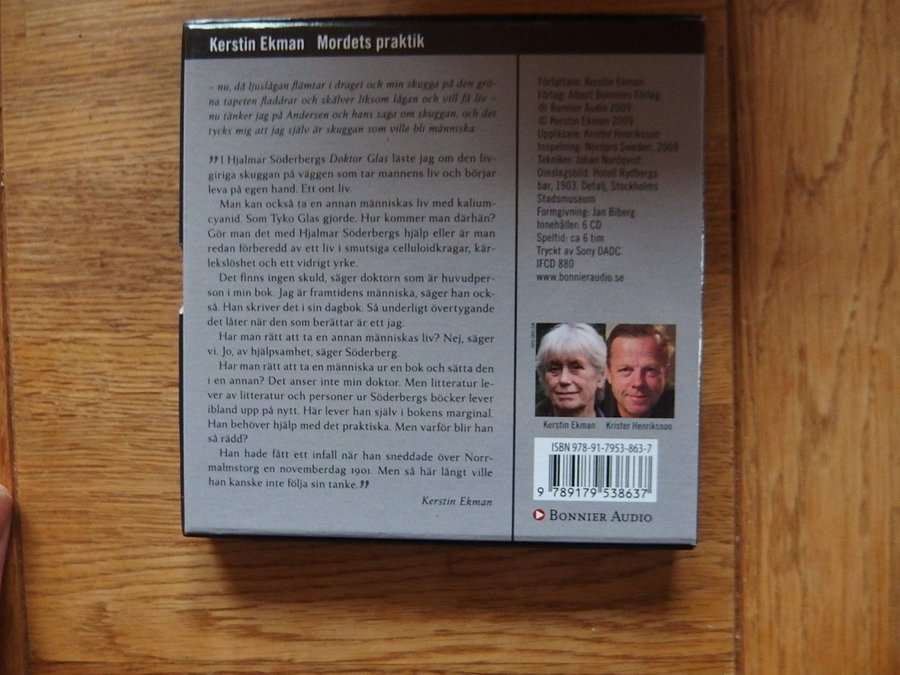 Kerstin Ekman Mordets praktik
– nu, då ljuslågan flämtar i draget och min skugga på den grö-
na tapeten fladdrar och skälver liksom lågan och vill få liv –
nu tänker jag på Andersen och hans saga om skuggan, och det
tycks mig att jag själv är skuggan som ville bli människa.
”I Hjalmar Söderbergs Doktor Glas läste jag om den liv-
giriga skuggan på väggen som tar mannens liv och börjar
leva på egen hand. Ett ont liv.
Man kan också ta en annan människas liv med kalium-
cyanid. Som Tyko Glas gjorde. Hur kommer man därhän?
Gör man det med Hjalmar Söderbergs hjälp eller är man
redan förberedd av ett liv i smutsiga celluloidkragar, kär-
lekslöshet och ett vidrigt yrke.
Det finns ingen skuld, säger doktorn som är huvudper-
son i min bok. Jag är framtidens människa, säger han ock-
så. Han skriver det i sin dagbok. Så underligt övertygande
det låter när den som berättar är ett jag.
Har man rätt att ta en annan människas liv? Nej, säger
vi. Jo, av hjälpsamhet, säger Söderberg.
Har man rätt att ta en människa ur en bok och sätta den
i en annan? Det anser inte min doktor. Men litteratur le-
ver av litteratur och personer ur Söderbergs böcker lever
ibland upp på nytt. Här lever han själv i bokens marginal.
Han behöver hjälp med det praktiska. Men varför blir han
så rädd?
Han hade fått ett infall när han sneddade över Norr-
malmstorg en novemberdag 1901. Men så här långt ville
han kanske inte följa sin tanke.”
Kerstin Ekman
Författare: Kerstin Ekman
Förlag: Albert Bonniers Förlag
℗ Bonnier Audio 2009
© Kerstin Ekman 2009
Uppläsare: Krister Henriksson
Inspelning: Nordpro Sweden, 2009
Tekniker: Johan Nordqvist
Omslagsbild: Hotell Rydbergs
bar, 1903. Detalj, Stockholms
Stadsmuseum
Formgivning: Jan Biberg
Innehåller: 6 CD
Speltid: ca 6 tim
Tryckt av Sony DADC
IFCD 880
www.bonnieraudio.se
Kerstin Ekman Krister Henriksson
ISBN 978-91-7953-863-7
9 789179 538637
BONNIER AUDIO